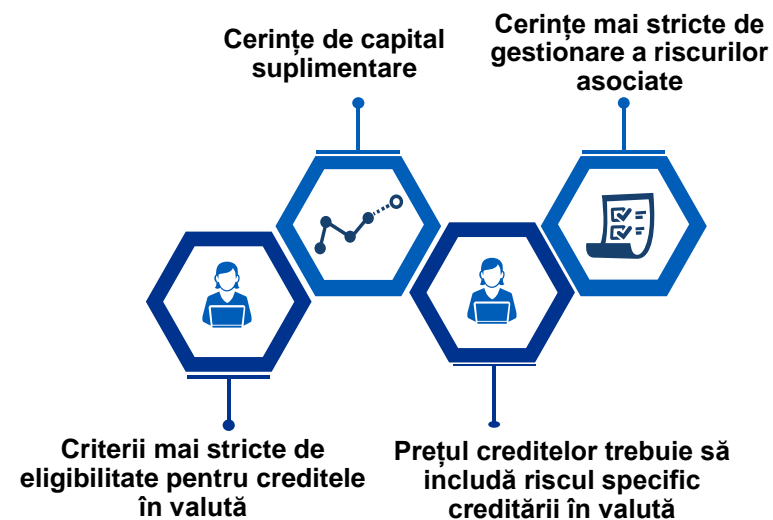 Cerințe de capital
suplimentare
Cerințe mai stricte de
gestionare a riscurilor
asociate
Criterii mai stricte de
eligibilitate pentru creditele
în valută
Prețul creditelor trebuie să
includă riscul specific
creditării în valută